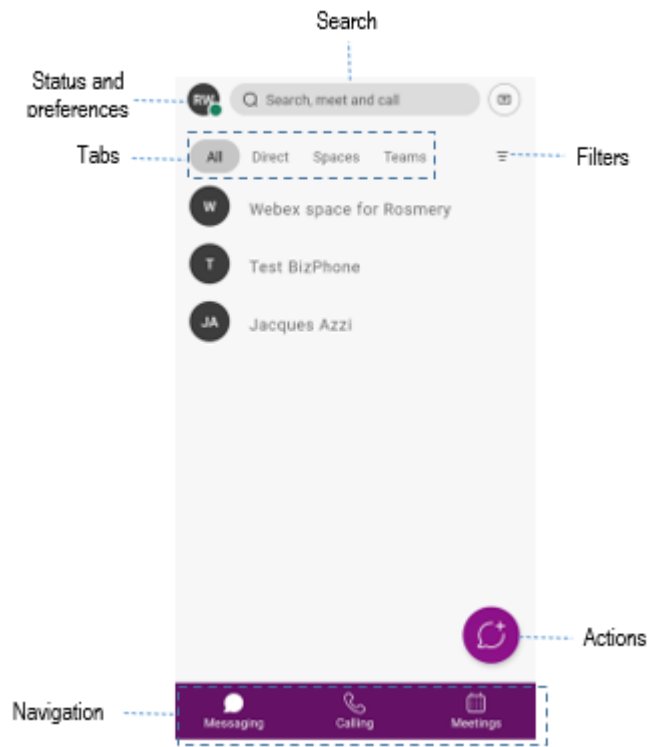 Search
Status and
preferences
RW
Search, meet and call
Tabs
All Direct Spaces Teams
Filters
W
Webex space for Rosmery
T
Test BizPhone
JA
Jacques Azzi
Actions
Navigation
Messaging Calling Meetings